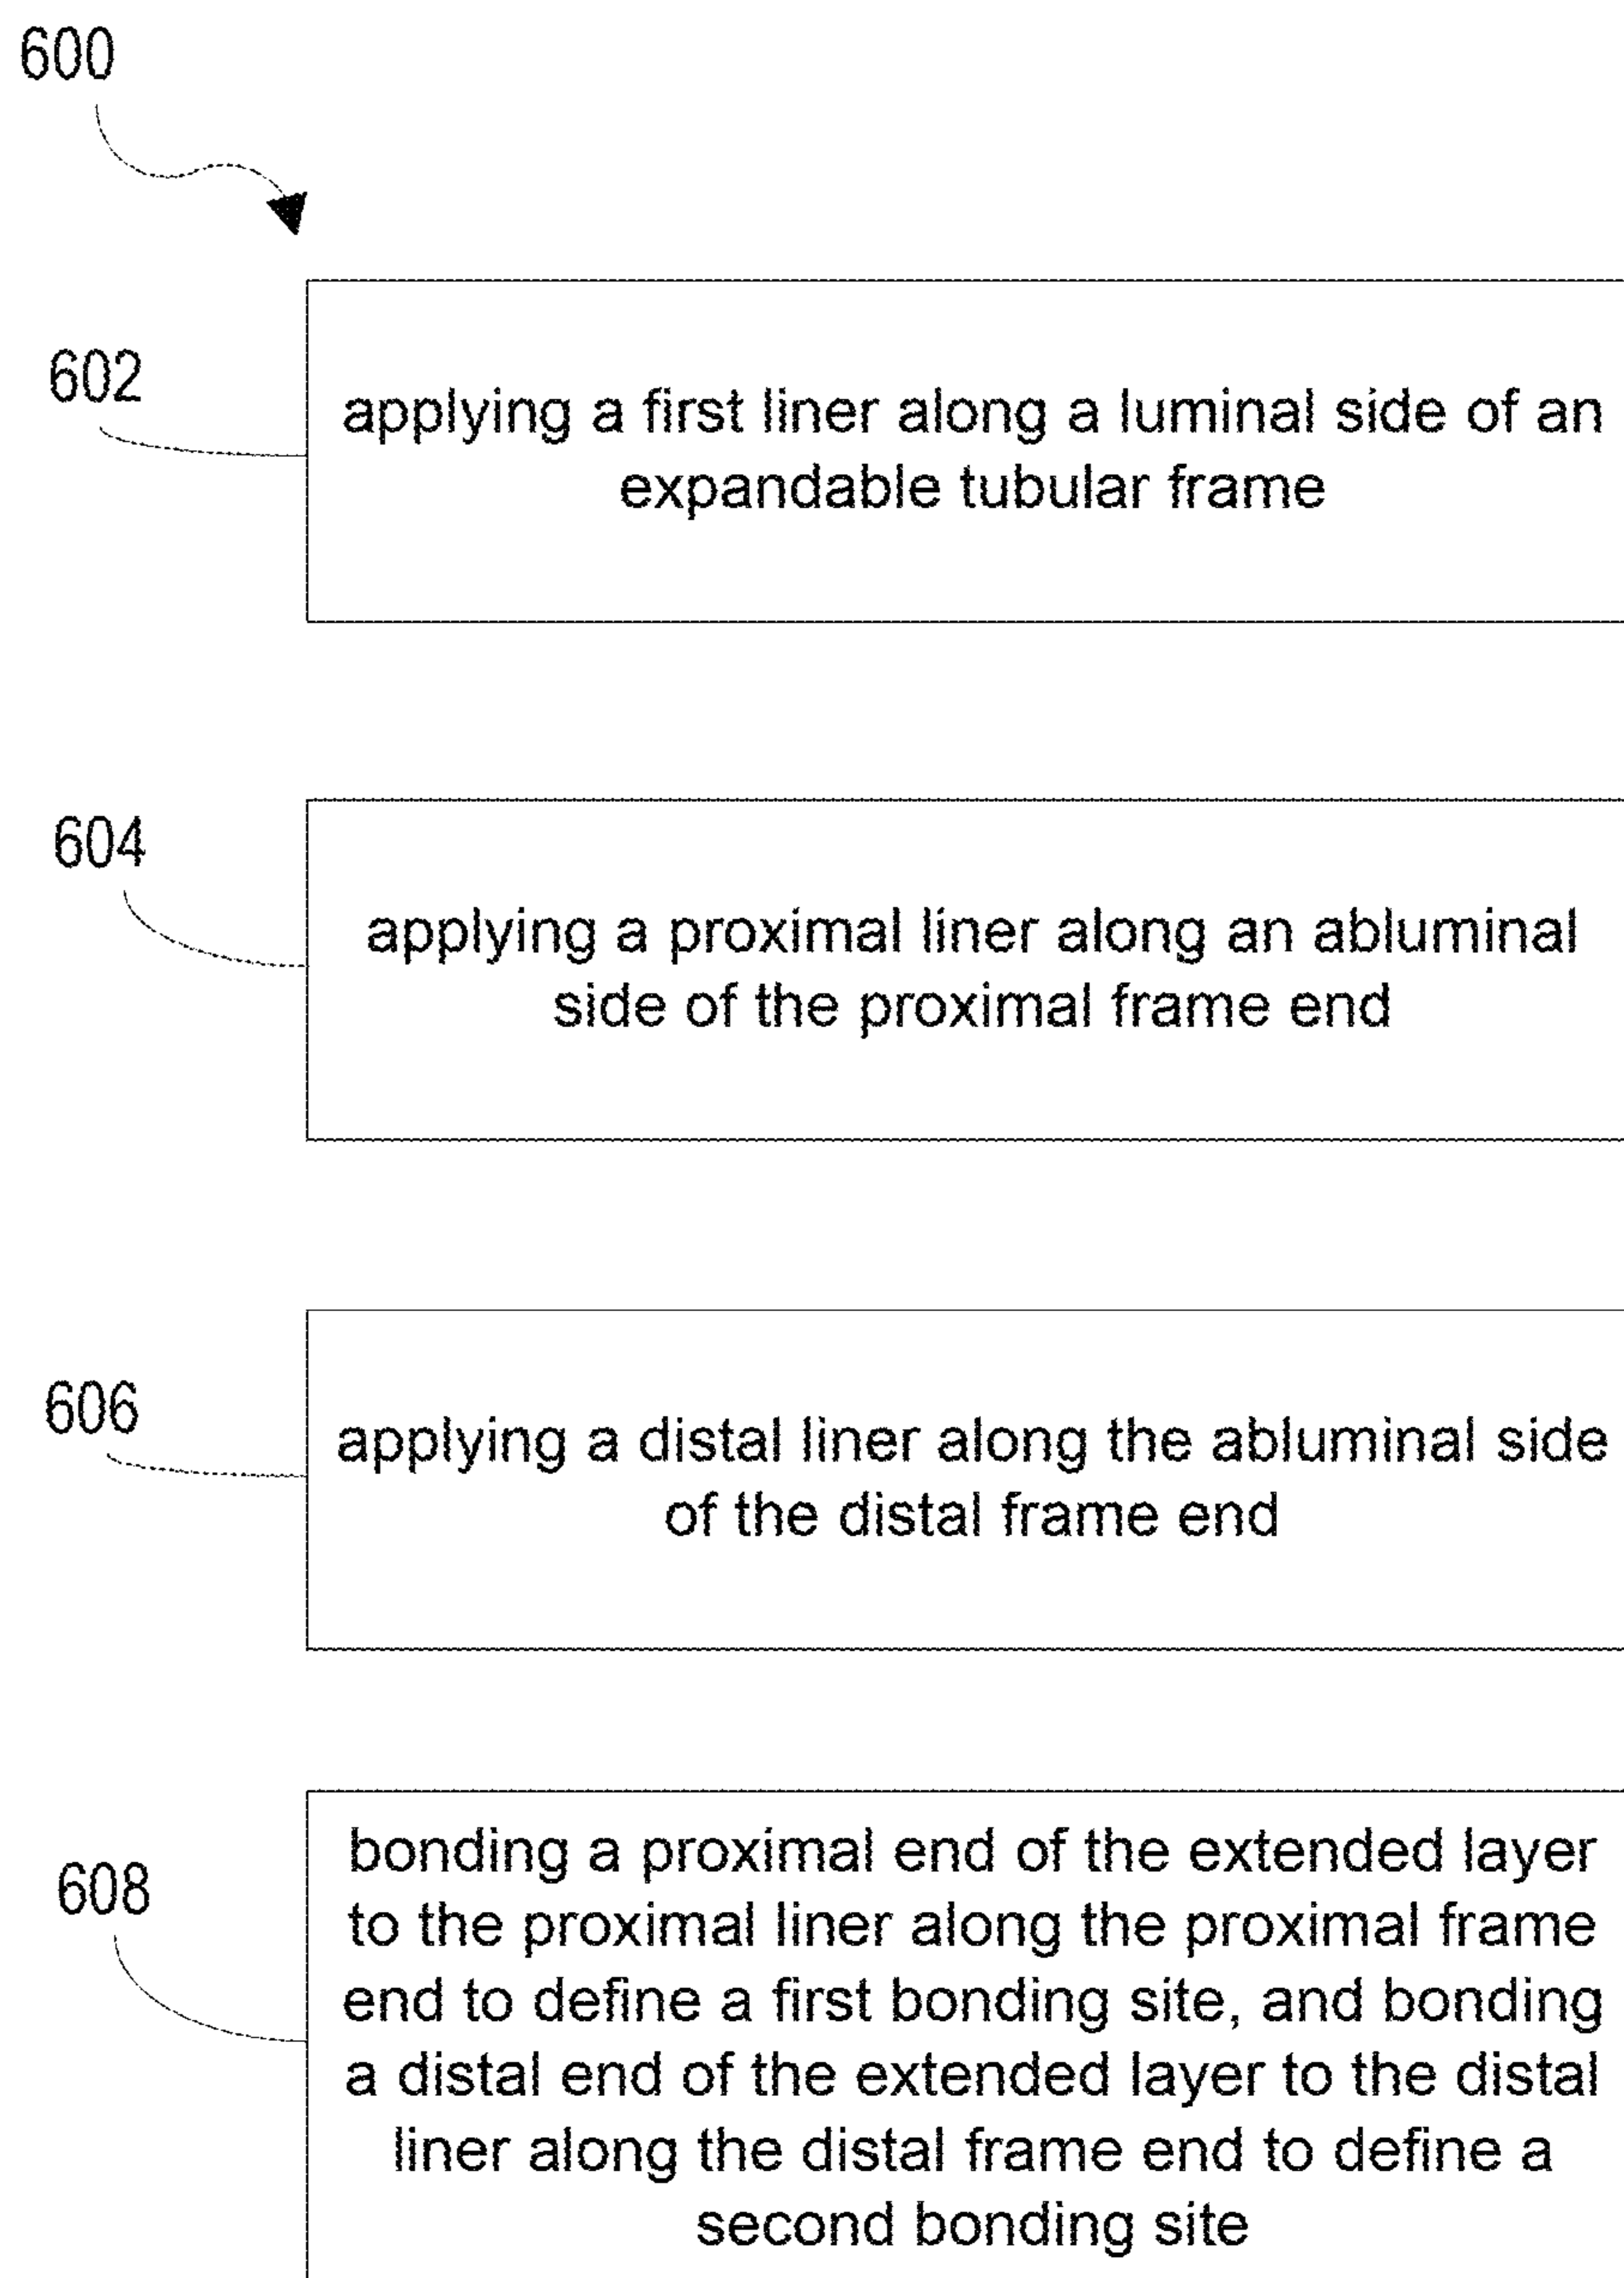 600
602
applying a first liner along a luminal side of an
expandable tubular frame
604
applying a proximal liner along an abluminal
side of the proximal frame end
606
applying a distal liner along the abluminal side
of the distal frame end
608
bonding a proximal end of the extended layer
to the proximal liner along the proximal frame
end to define a first bonding site, and bonding
a distal end of the extended layer to the distal
liner along the distal frame end to define a
second bonding site